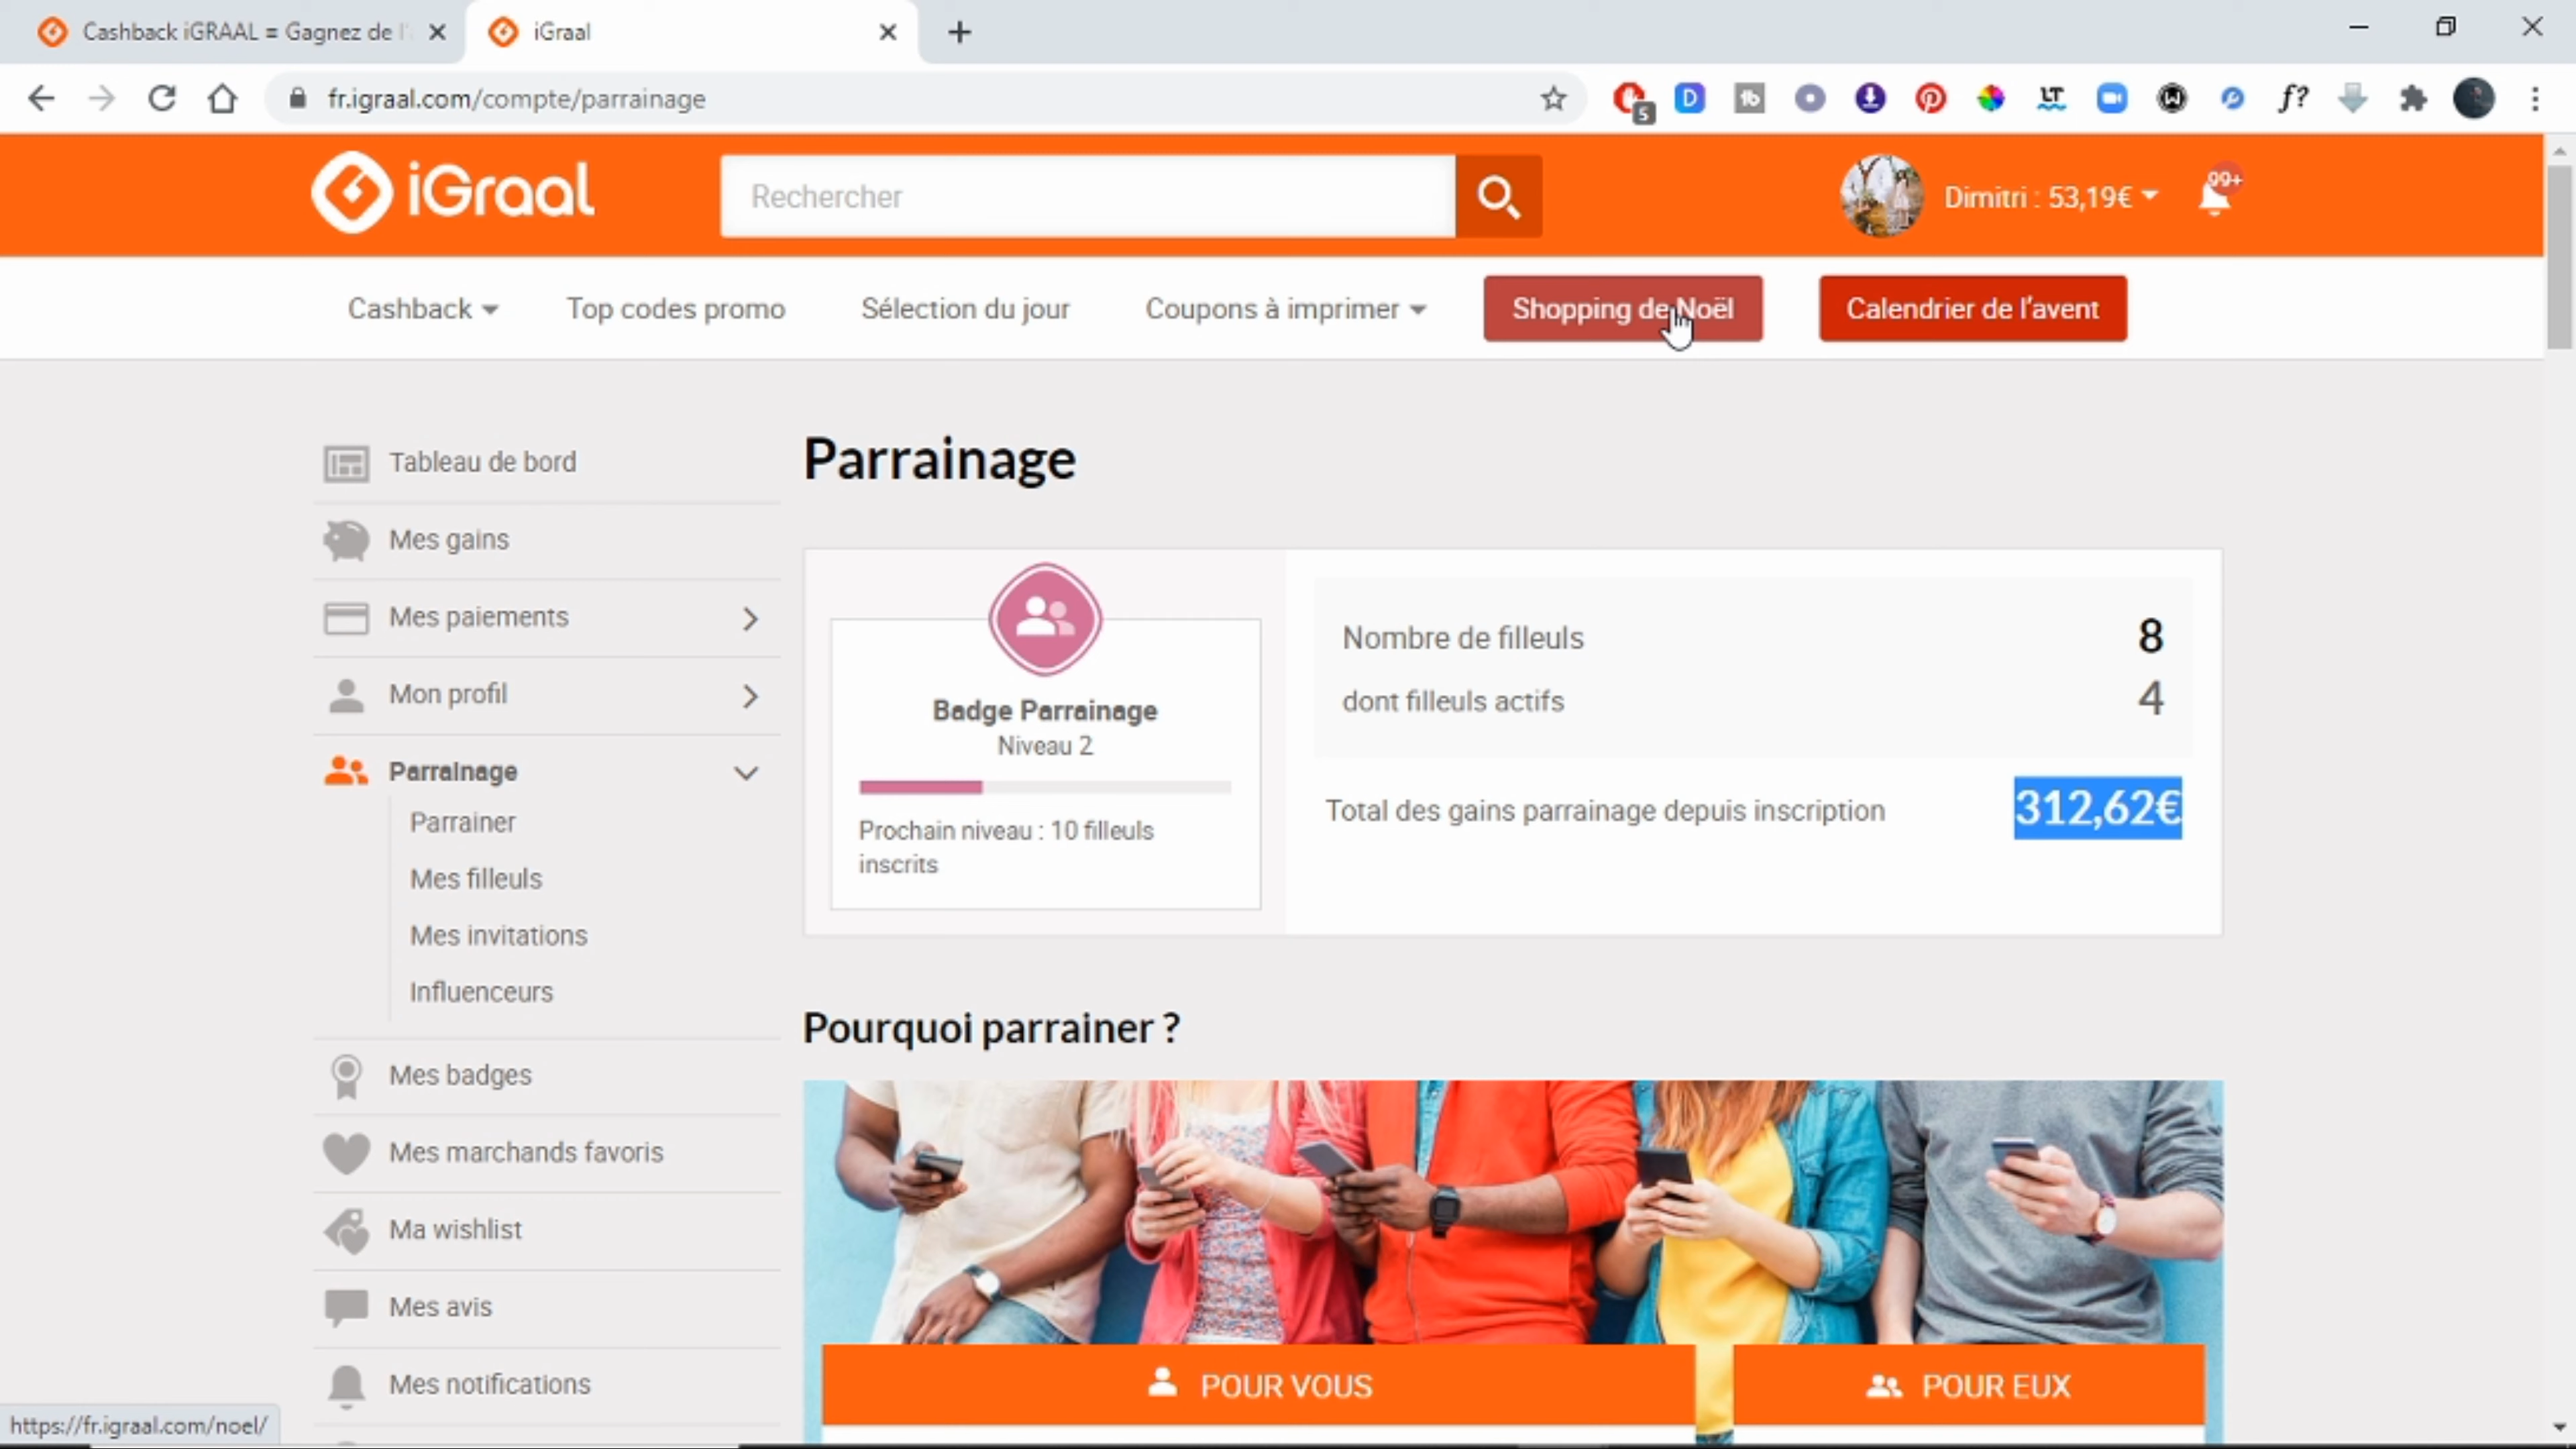 Cashback iGRAAL = Gagnez de l'
iGraal
fr.igraal.com/compte/parrainage
5
D
tb
LT
f?
iGraal
Rechercher
Dimitri : 53,19€
99+
Cashback
Top codes promo
Sélection du jour
Coupons à imprimer
Shopping de Noël
Calendrier de l'avent
Tableau de bord
Mes gains
Mes paiements
Mon profil
Parrainage
Parrainer
Mes filleuls
Mes invitations
Influenceurs
Mes badges
Mes marchands favoris
Ma wishlist
Mes avis
Mes notifications
Parrainage
Badge Parrainage
Niveau 2
Prochain niveau : 10 filleuls
inscrits
Nombre de filleuls 8
dont filleuls actifs 4
Total des gains parrainage depuis inscription 312,62€
Pourquoi parrainer ?
POUR VOUS
POUR EUX
https://fr.igraal.com/noel/